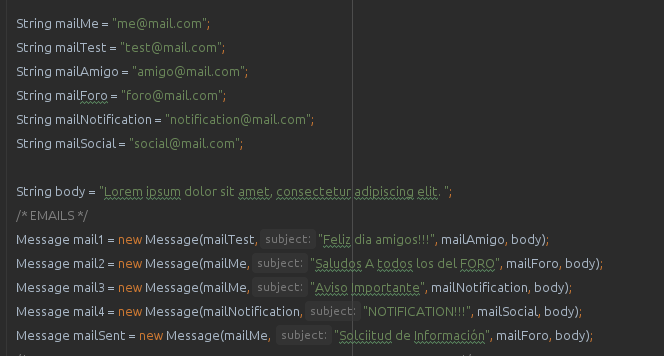 String mailMe = "me@mail.com";
String mailTest = "test@mail.com";
String mailAmigo = "amigo@mail.com";
String mailForo = "foro@mail.com";
String mailNotification = "notification@mail.com";
String mailSocial = "social@mail.com";
String body = "Lorem ipsum dolor sit amet, consectetur adipiscing elit. ";
/* EMAILS */
Message mail1 = new Message(mailTest, subject: "Feliz dia amigos!!!", mailAmigo, body);
Message mail2 = new Message(mailMe, subject: "Saludos A todos los del FORO", mailForo, body);
Message mail3 = new Message(mailMe, subject: "Aviso Importante", mailNotification, body);
Message mail4 = new Message(mailNotification, subject: "NOTIFICATION!!!", mailSocial, body);
Message mailSent = new Message(mailMe, subject: "Solciitud de Información", mailForo, body);